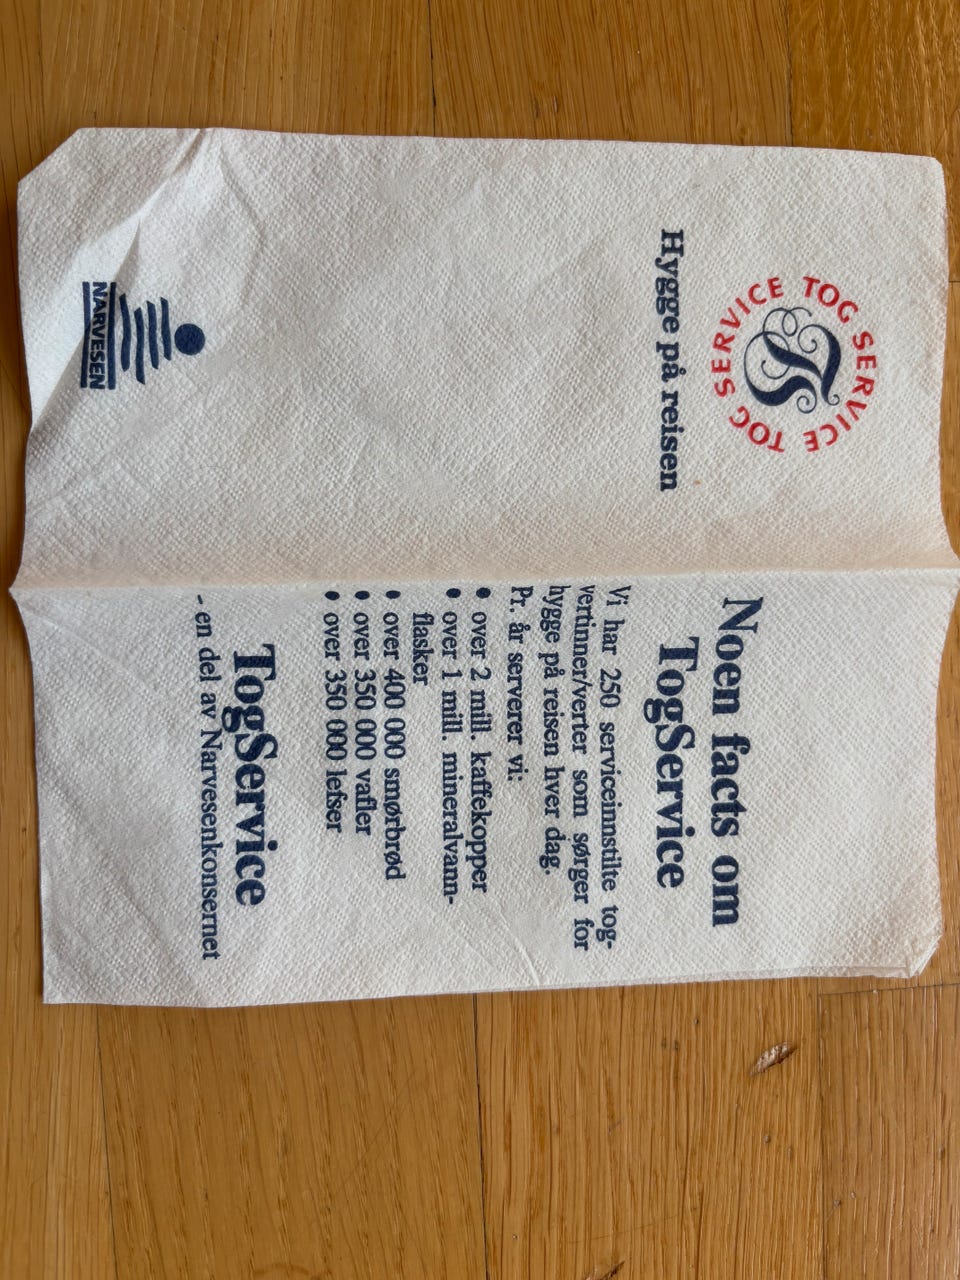 TOG SERVICE TOG SERVICE TOG SERVICE
TS
Hygge på reisen
NARVESEN
Noen facts om
TogService
Vi har 250 serviceinnstilte tog-
vertinner/verter som sørger for
hygge på reisen hver dag.
Pr. år serverer vi:
• over 2 mill. kaffekopper
• over 1 mill. mineralvann-
flasker
• over 400 000 smørbrød
• over 350 000 vafler
• over 350 000 lefser
TogService
- en del av Narvesenkonsernet